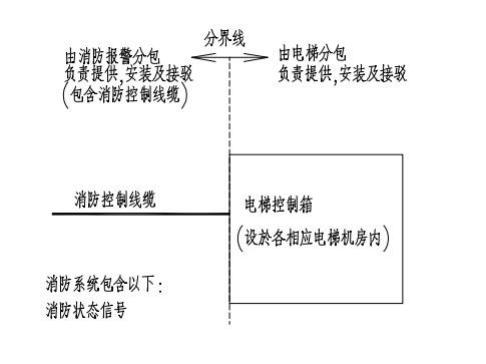 分界线
由消防报警分包
负责提供,安装及接驳
(包含消防控制线缆)
由电梯分包
负责提供,安装及接驳
消防控制线缆
电梯控制箱
(设於各相应电梯机房内)
消防系统包含以下:
消防状态信号